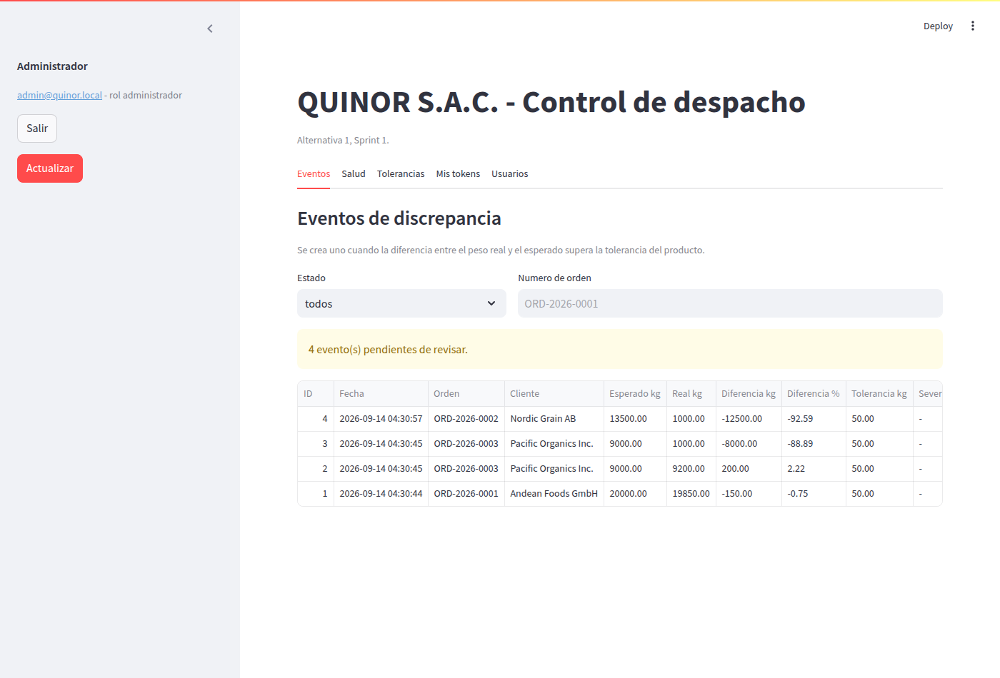 Deploy
Administrador
admin@quinor.local - rol administrador
Salir
Actualizar
QUINOR S.A.C. - Control de despacho
Alternativa 1, Sprint 1.
Eventos Salud Tolerancias Mis tokens Usuarios
Eventos de discrepancia
Se crea uno cuando la diferencia entre el peso real y el esperado supera la tolerancia del producto.
Estado Numero de orden
todos ORD-2026-0001
4 evento(s) pendientes de revisar.
ID Fecha Orden Cliente Esperado kg Real kg Diferencia kg Diferencia % Tolerancia kg Sever
4 2026-09-14 04:30:57 ORD-2026-0002 Nordic Grain AB 13500.00 1000.00 -12500.00 -92.59 50.00 -
3 2026-09-14 04:30:45 ORD-2026-0003 Pacific Organics Inc. 9000.00 1000.00 -8000.00 -88.89 50.00 -
2 2026-09-14 04:30:45 ORD-2026-0003 Pacific Organics Inc. 9000.00 9200.00 200.00 2.22 50.00 -
1 2026-09-14 04:30:44 ORD-2026-0001 Andean Foods GmbH 20000.00 19850.00 -150.00 -0.75 50.00 -